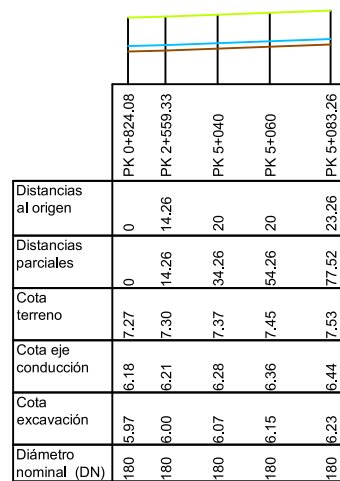 PK 0+824.08 PK 2+559.33 PK 5+040 PK 5+060 PK 5+083.26
Distancias
al origen 0 14.26 20 20 23.26
Distancias
parciales 0 14.26 34.26 54.26 77.52
Cota
terreno 7.27 7.30 7.37 7.45 7.53
Cota eje
conducción 6.18 6.21 6.28 6.36 6.44
Cota
excavación 5.97 6.00 6.07 6.15 6.23
Diámetro
nominal (DN) 180 180 180 180 180